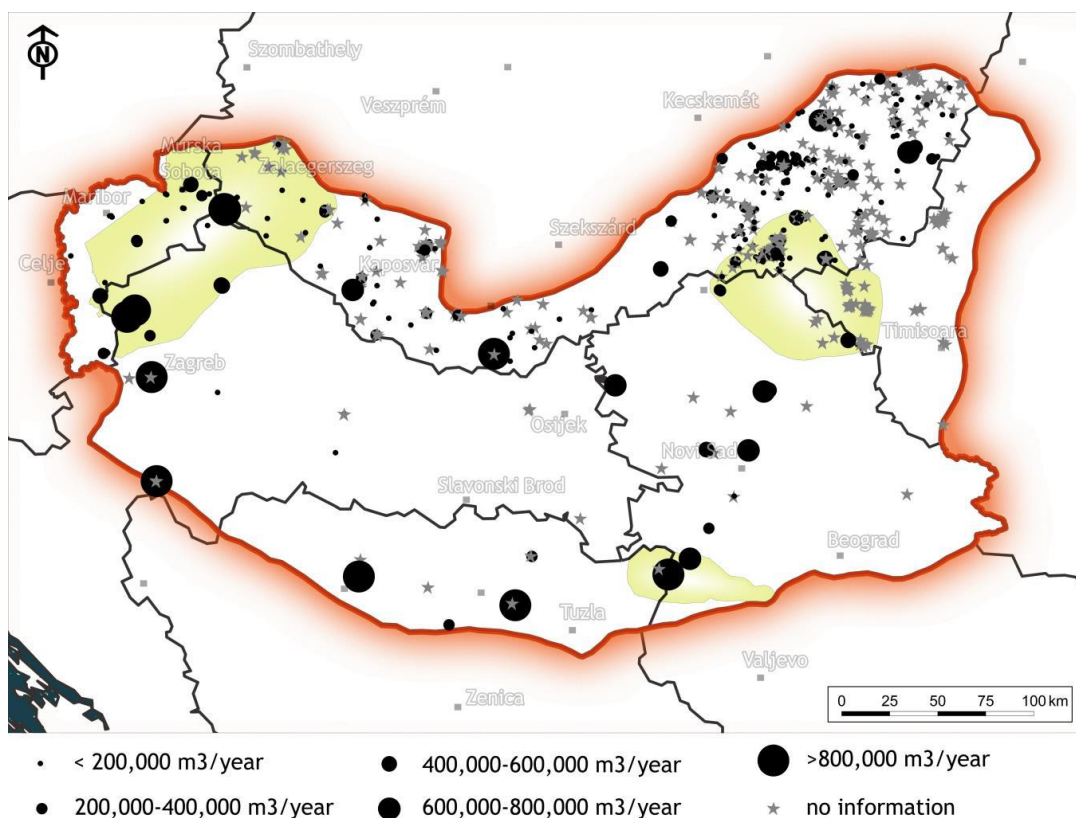 N
Szombathely
Veszprém
Kecskemét
Murska
Sobota
Zalaegerszeg
Maribor
Szekszárd
Celje
Kaposvár
Timisoara
Zagreb
Osijek
Novi Sad
Slavonski Brod
Beograd
Tuzla
Valjevo
Zenica
0 25 50 75 100 km
< 200,000 m3/year
400,000-600,000 m3/year
>800,000 m3/year
200,000-400,000 m3/year
600,000-800,000 m3/year
no information